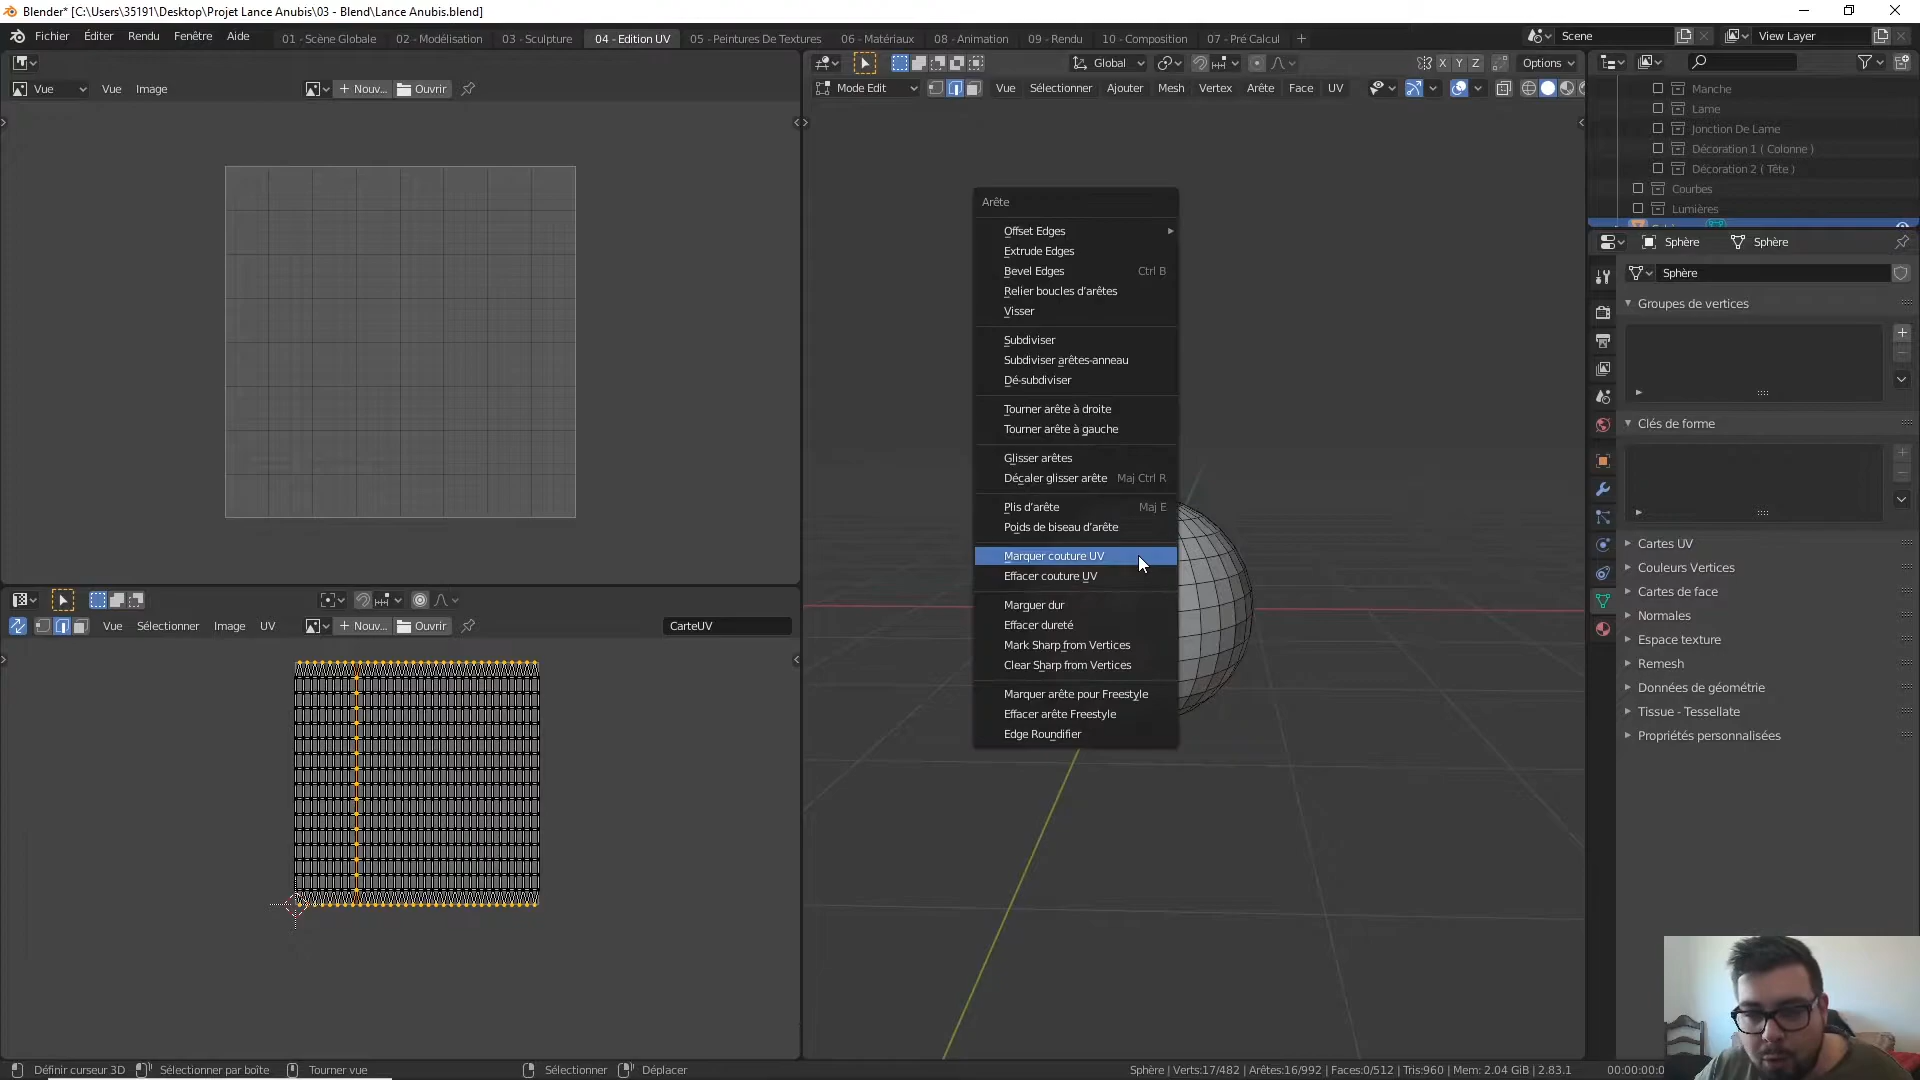 Blender* [C:\Users\35191\Desktop\Projet Lance Anubis\03 - Blend\Lance Anubis.blend]
Fichier Éditer Rendu Fenêtre Aide 01 - Scène Globale 02 - Modélisation 03 - Sculpture 04 - Edition UV 05 - Peintures De Textures 06 - Matériaux 08 - Animation 09 - Rendu 10 - Composition 07 - Pré Calcul + Scene View Layer
Global X Y Z Options
Vue Vue Image + Nouv... Ouvrir
Mode Edit Vue Sélectionner Ajouter Mesh Vertex Arête Face UV
Manche
Lame
Jonction De Lame
Décoration 1 ( Colonne )
Décoration 2 ( Tête )
Courbes
Lumières
Sphère Sphère
Sphère
Groupes de vertices
Clés de forme
Cartes UV
Couleurs Vertices
Cartes de face
Normales
Espace texture
Remesh
Données de géométrie
Tissue - Tessellate
Propriétés personnalisées
Arête
Offset Edges
Extrude Edges
Bevel Edges Ctrl B
Relier boucles d'arêtes
Visser
Subdiviser
Subdiviser arêtes-anneau
Dé-subdiviser
Tourner arête à droite
Tourner arête à gauche
Glisser arêtes
Décaler glisser arête Maj Ctrl R
Plis d'arête Maj E
Poids de biseau d'arête
Marquer couture UV
Effacer couture UV
Marquer dur
Effacer dureté
Mark Sharp from Vertices
Clear Sharp from Vertices
Marquer arête pour Freestyle
Effacer arête Freestyle
Edge Roundifier
Vue Sélectionner Image UV + Nouv... Ouvrir CarteUV
Définir curseur 3D Sélectionner par boîte Tourner vue Sélectionner Déplacer Sphère | Verts:17/482 | Arêtes:16/992 | Faces:0/512 | Tris:960 | Mem: 2.04 GiB | 2.83.1 00:00:00:0